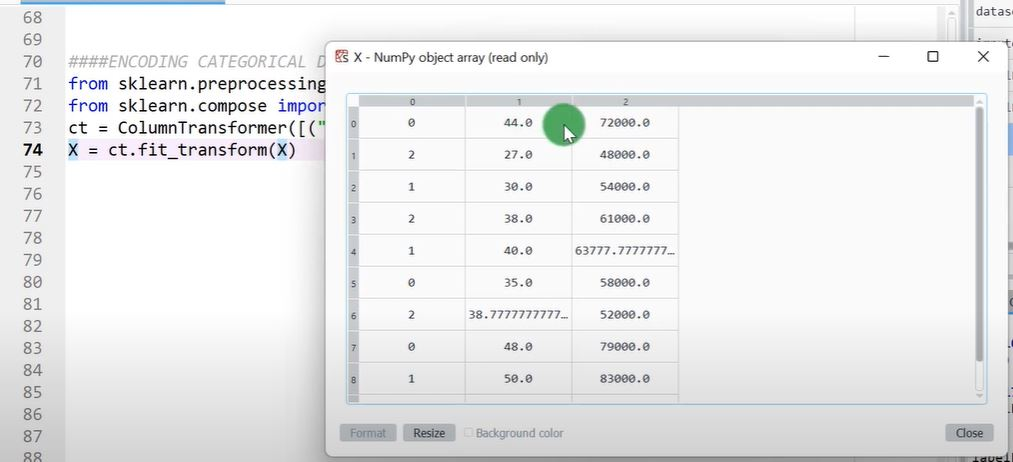 68
69
70 ####ENCODING CATEGORICAL D
71 from sklearn.preprocessing
72 from sklearn.compose impor
73 ct = ColumnTransformer([("
74 X = ct.fit_transform(X)
75
76
77
78
79
80
81
82
83
84
85
86
87
88
X - NumPy object array (read only)
0 1 2
0 0 44.0 72000.0
1 2 27.0 48000.0
2 1 30.0 54000.0
3 2 38.0 61000.0
4 1 40.0 63777.7777777…
5 0 35.0 58000.0
6 2 38.7777777777… 52000.0
7 0 48.0 79000.0
8 1 50.0 83000.0
Format Resize Background color Close
datase